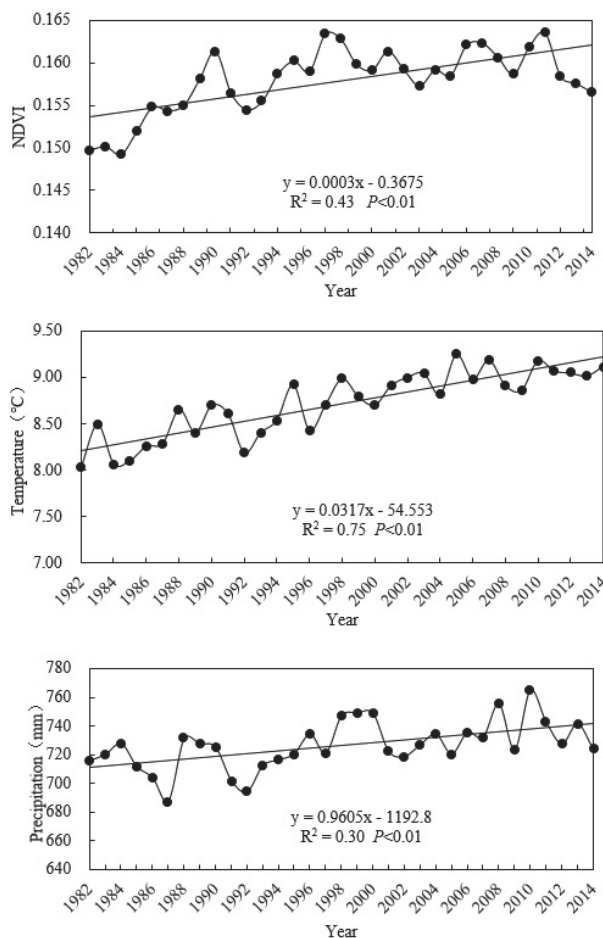 0.165
0.160
0.155
0.150
0.145
0.140
NDVI
y = 0.0003x - 0.3675
R² = 0.43 P<0.01
1982 1984 1986 1988 1990 1992 1994 1996 1998 2000 2002 2004 2006 2008 2010 2012 2014
Year
9.50
9.00
8.50
8.00
7.50
7.00
Temperature（°C）
y = 0.0317x - 54.553
R² = 0.75 P<0.01
1982 1984 1986 1988 1990 1992 1994 1996 1998 2000 2002 2004 2006 2008 2010 2012 2014
Year
780
760
740
720
700
680
660
640
Precipitation（mm）
y = 0.9605x - 1192.8
R² = 0.30 P<0.01
1982 1984 1986 1988 1990 1992 1994 1996 1998 2000 2002 2004 2006 2008 2010 2012 2014
Year